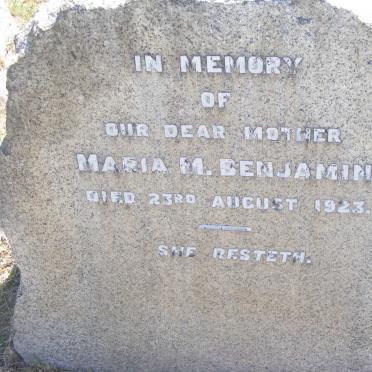 IN MEMORY
OF
OUR DEAR MOTHER
MARIA M. BENJAMIN
DIED 23RD AUGUST 1923.
SHE RESTETH.